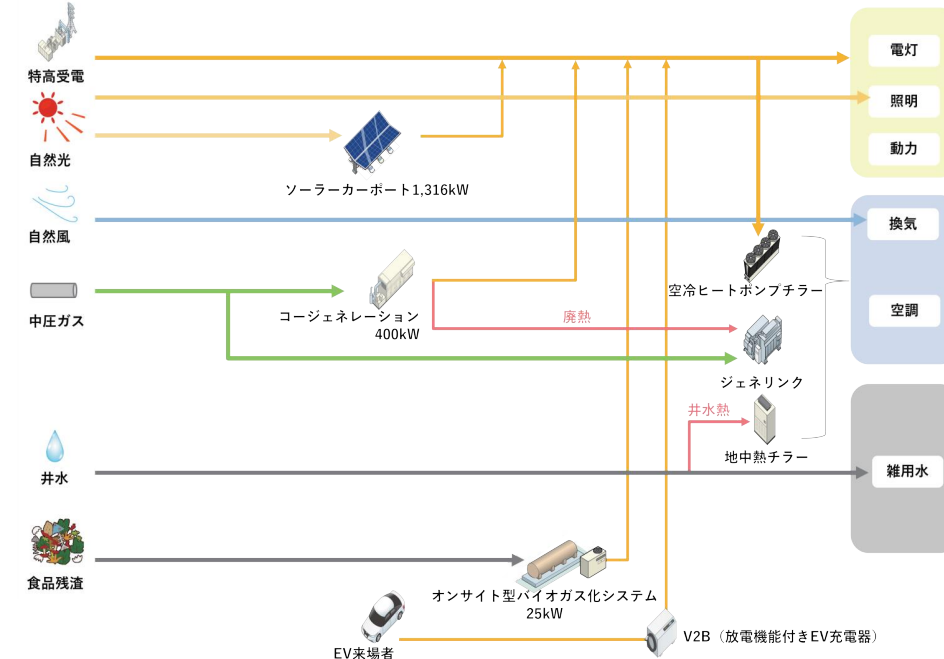 特高受電
電灯
照明
動力
自然光
ソーラーカーポート1,316kW
自然風
換気
空冷ヒートポンプチラー
空調
中圧ガス
コージェネレーション
400kW
廃熱
ジェネリンク
井水熱
地中熱チラー
井水
雑用水
食品残渣
オンサイト型バイオガス化システム
25kW
EV来場者
V2B（放電機能付きEV充電器）